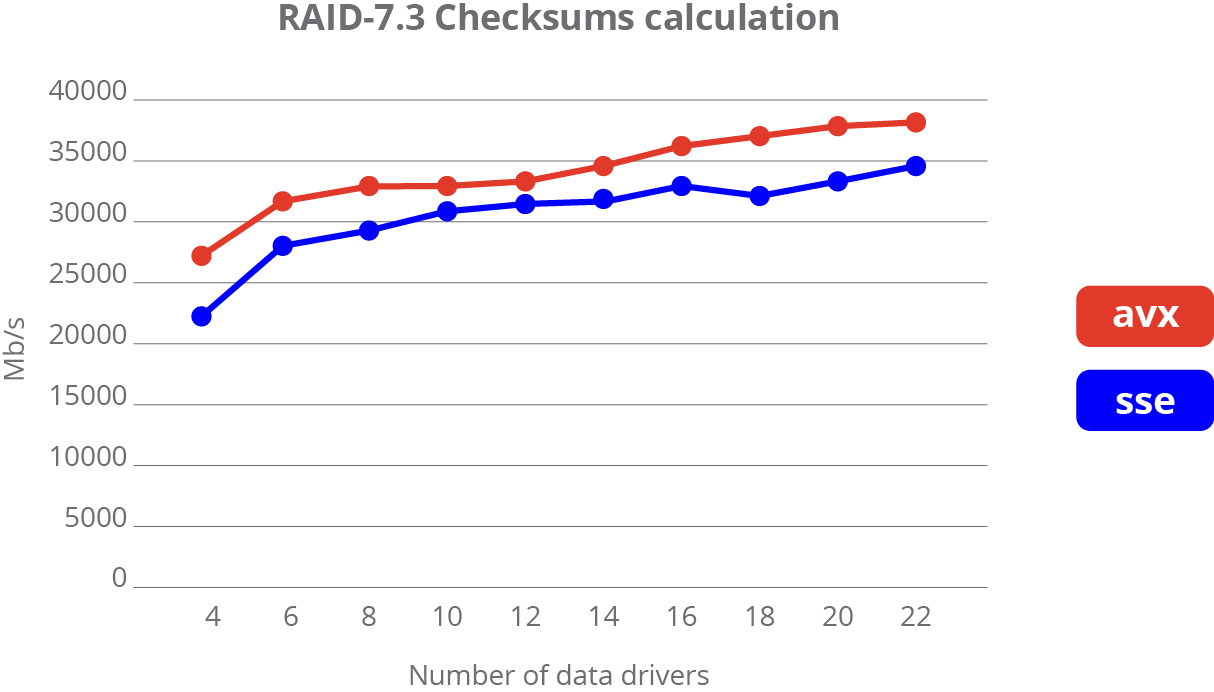 RAID-7.3 Checksums calculation
40000
35000
30000
25000
20000
15000
10000
5000
0
Mb/s
4 6 8 10 12 14 16 18 20 22
Number of data drivers
avx
sse